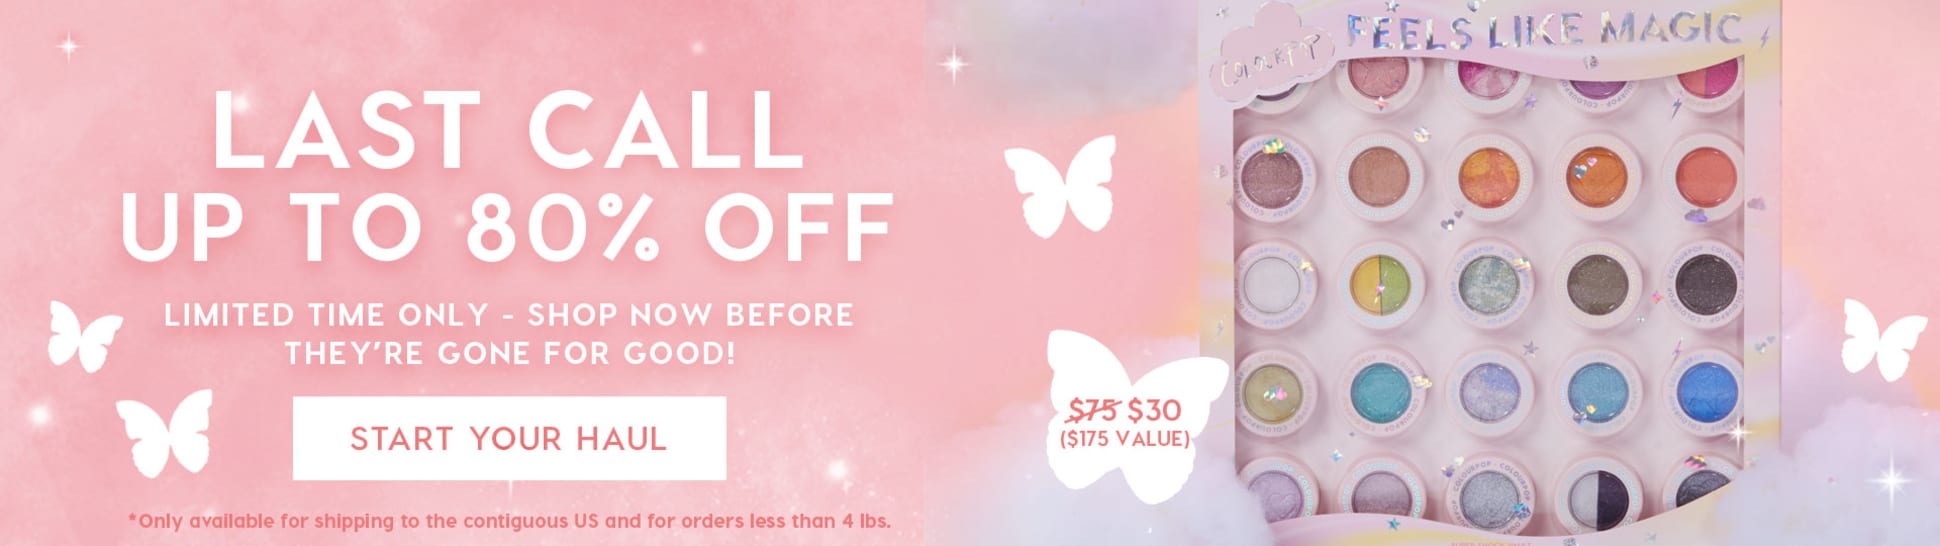 LAST CALL
UP TO 80% OFF
LIMITED TIME ONLY - SHOP NOW BEFORE
THEY'RE GONE FOR GOOD!
START YOUR HAUL
*Only available for shipping to the contiguous US and for orders less than 4 lbs.
$75 $30
($175 VALUE)
COLOURPOP
FEELS LIKE MAGIC